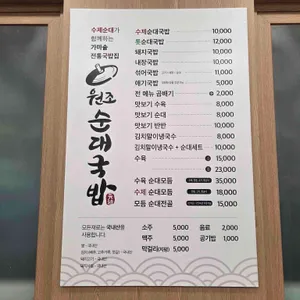 수제순대가
함께하는
가마솥
전통국밥집
원조
순대국밥
수제순대국밥 10,000
토순대국밥 12,000
돼지국밥 10,000
내장국밥 10,000
섞어국밥 11,000
애기국밥 5,000
전 메뉴 곱빼기 + 2,000
맛보기 수육 8,000
맛보기 순대 8,000
맛보기 반반 10,000
김치말이냉국수 8,000
김치말이냉국수 + 순대세트 10,000
수육 15,000
23,000
수육 순대모듬 35,000
수제 순대모듬 18,000
모듬 순대전골 15,000
모든재료는 국내산을
사용합니다.
소주 5,000 음료 2,000
맥주 5,000 공기밥 1,000
막걸리 5,000